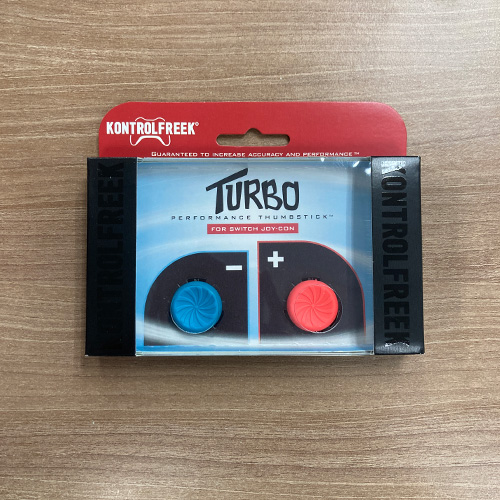 KONTROLFREEK®
GUARANTEED TO INCREASE ACCURACY AND PERFORMANCE™
TURBO
PERFORMANCE THUMBSTICK™
FOR SWITCH JOY-CON
− +
KONTROLFREEK
KONTROLFREEK